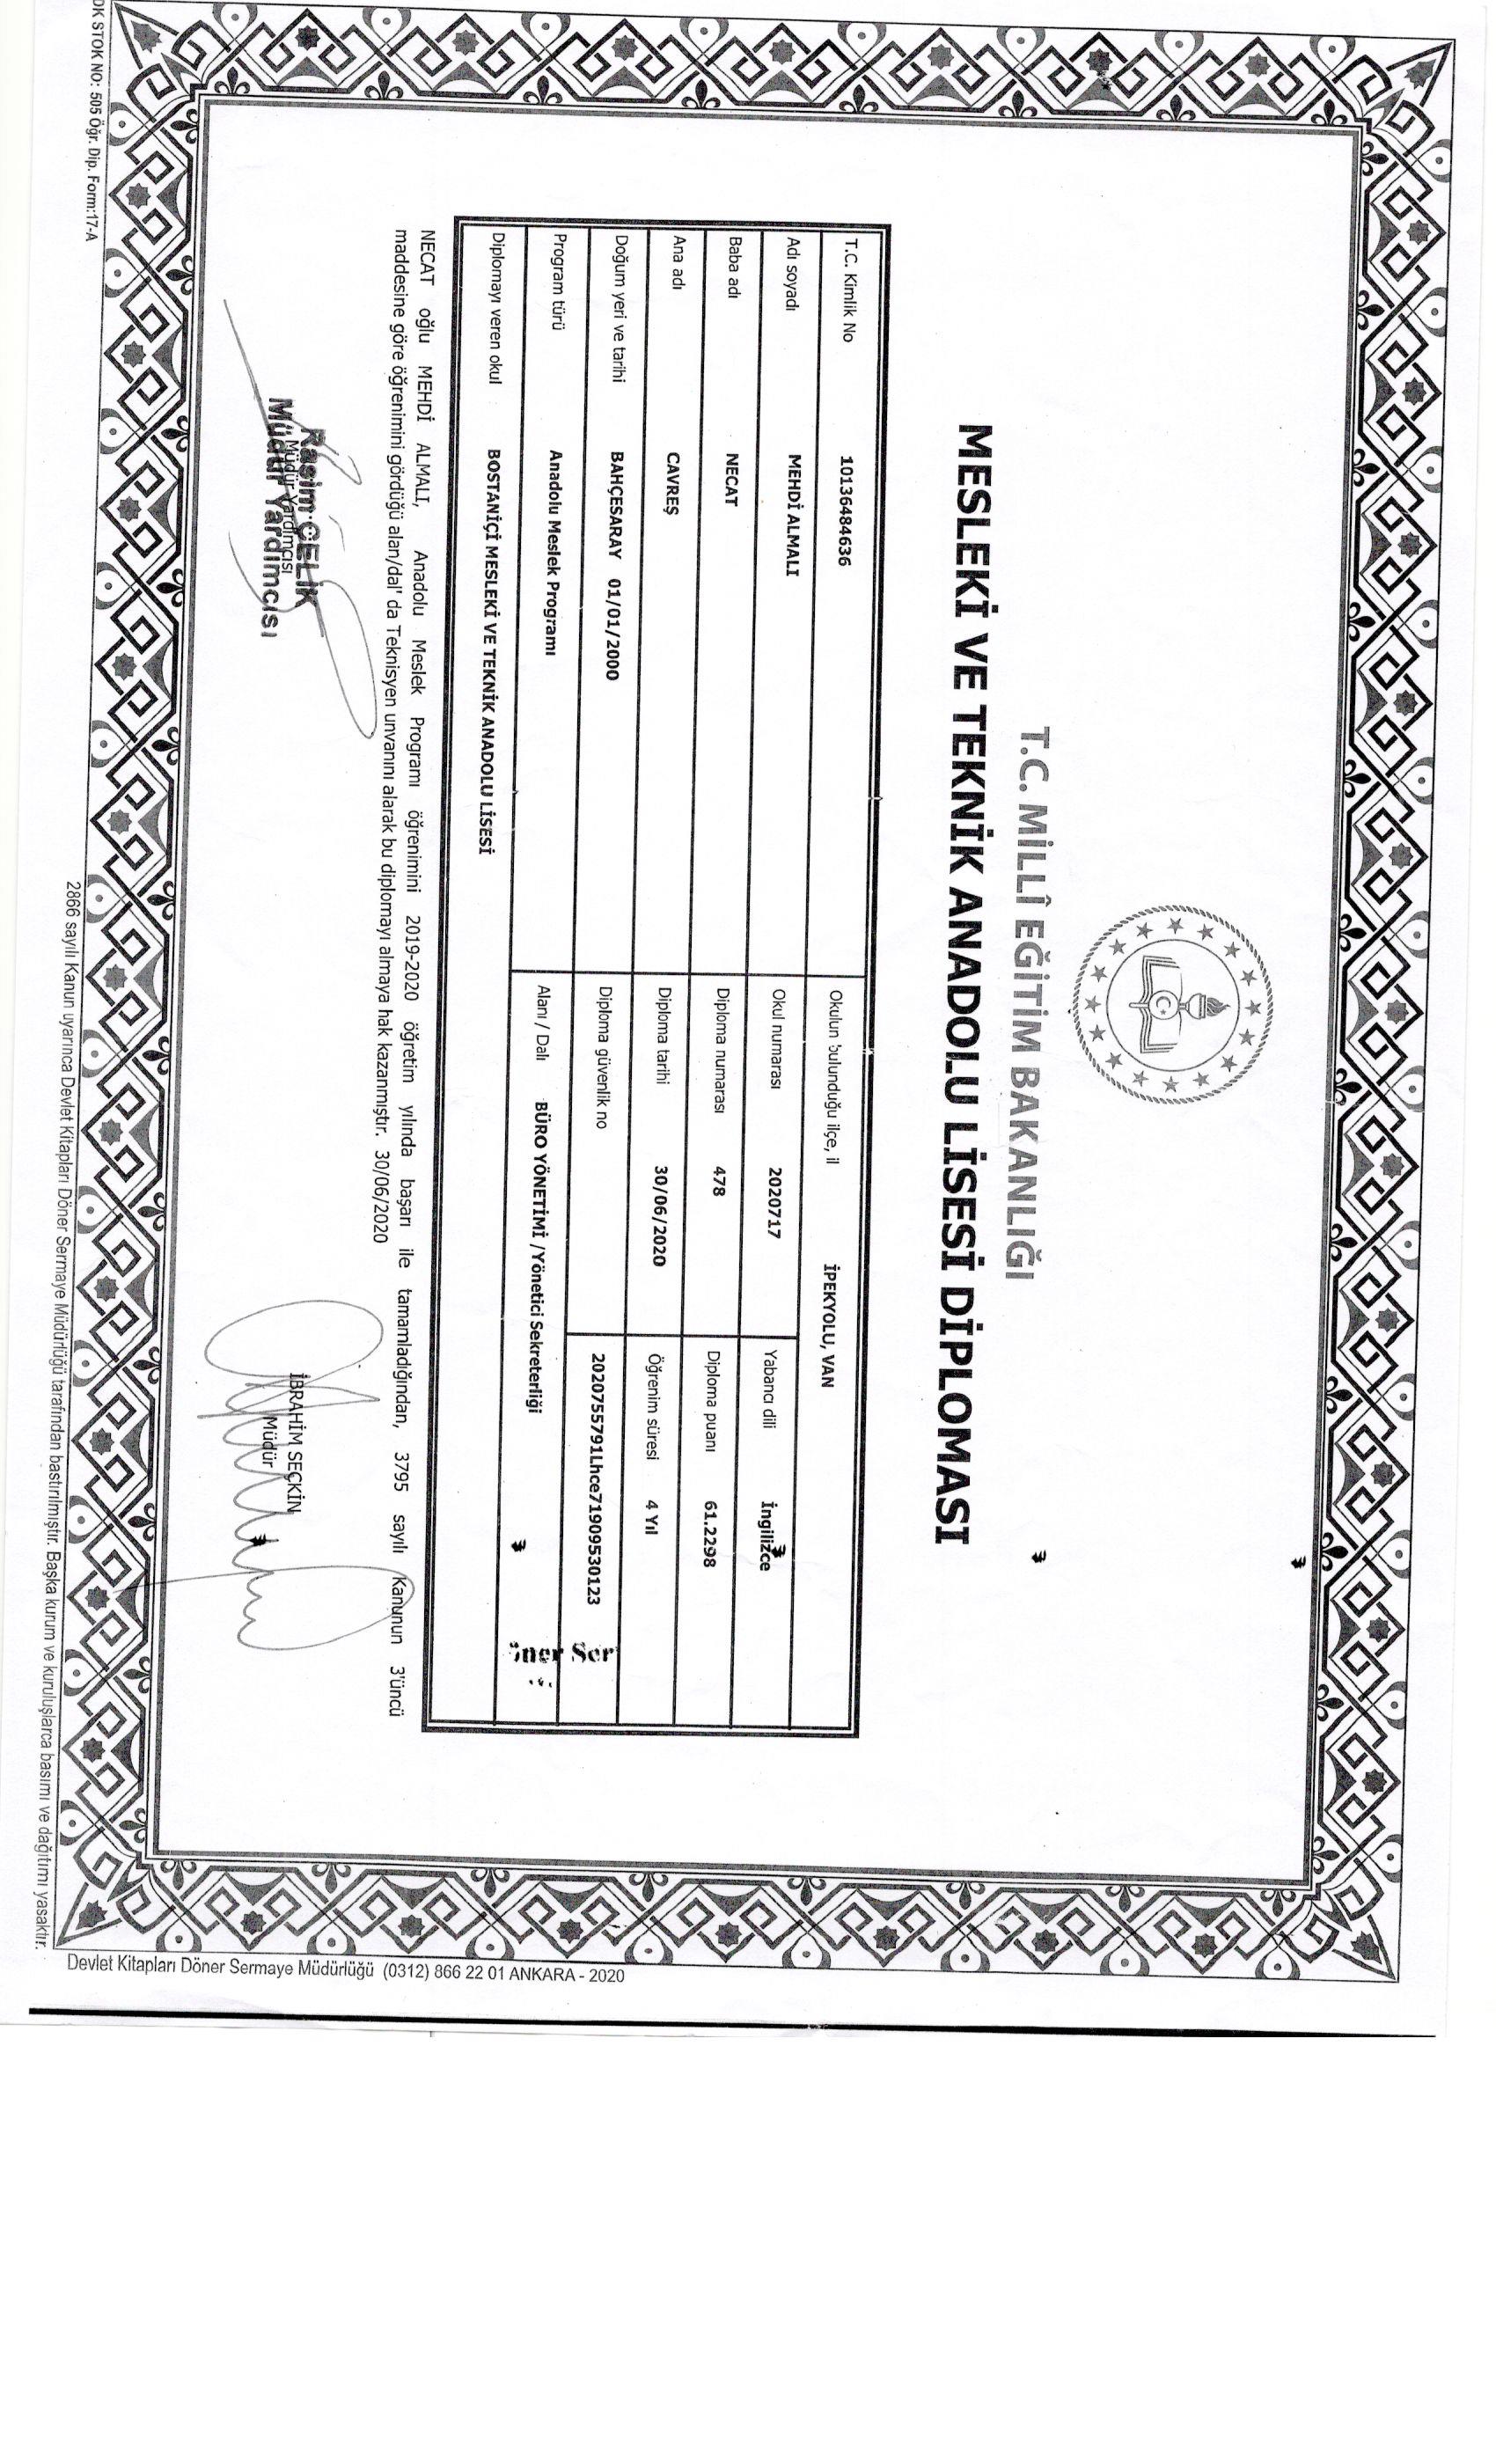 T.C. MİLLÎ EĞİTİM BAKANLIĞI
MESLEKİ VE TEKNİK ANADOLU LİSESİ DİPLOMASI
T.C. Kimlik No 10136484636 Okulun bulunduğu ilçe, il İPEKYOLU, VAN
Adı soyadı MEHDİ ALMALI Okul numarası 2020717 Yabancı dili İngilizce
Baba adı NECAT Diploma numarası 478 Diploma puanı 61.2298
Ana adı CAVREŞ Diploma tarihi 30/06/2020 Öğrenim süresi 4 Yıl
Doğum yeri ve tarihi BAHÇESARAY 01/01/2000 Diploma güvenlik no 2020755791Lhce71909530123
Program türü Anadolu Meslek Programı Alanı / Dalı BÜRO YÖNETİMİ /Yönetici Sekreterliği
Diplomayı veren okul BOSTANİÇİ MESLEKİ VE TEKNİK ANADOLU LİSESİ
öner Ser
NECAT oğlu MEHDİ ALMALI, Anadolu Meslek Programı öğrenimini 2019-2020 öğretim yılında başarı ile tamamladığından, 3795 sayılı Kanunun 3'üncü
maddesine göre öğrenimini gördüğü alan/dal' da Teknisyen unvanını alarak bu diplomayı almaya hak kazanmıştır. 30/06/2020
Rasim ÇELİK
Müdür Yardımcısı
Müdür Yardımcısı
İBRAHİM SEÇKİN
Müdür
DK STOK NO: 505 Öğr. Dip. Form:17-A
2866 sayılı Kanun uyarınca Devlet Kitapları Döner Sermaye Müdürlüğü tarafından bastırılmıştır. Başka kurum ve kuruluşlarca basımı ve dağıtımı yasaktır.
Devlet Kitapları Döner Sermaye Müdürlüğü (0312) 866 22 01 ANKARA - 2020